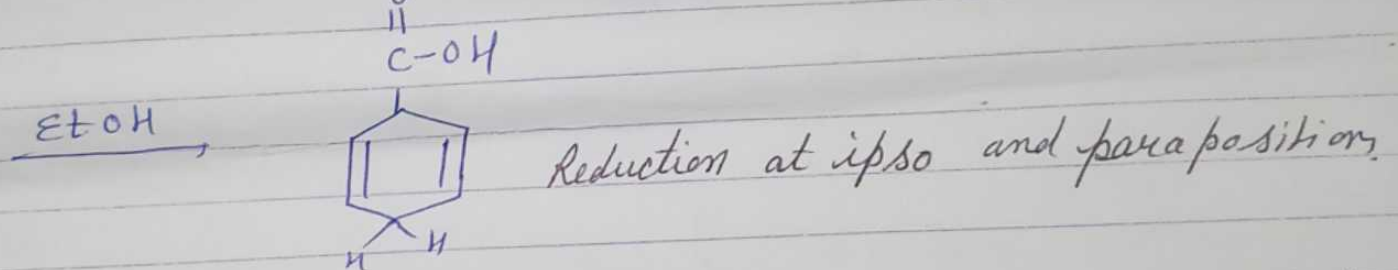 C-OH
EtOH
Reduction at ipso and para position.
H
H